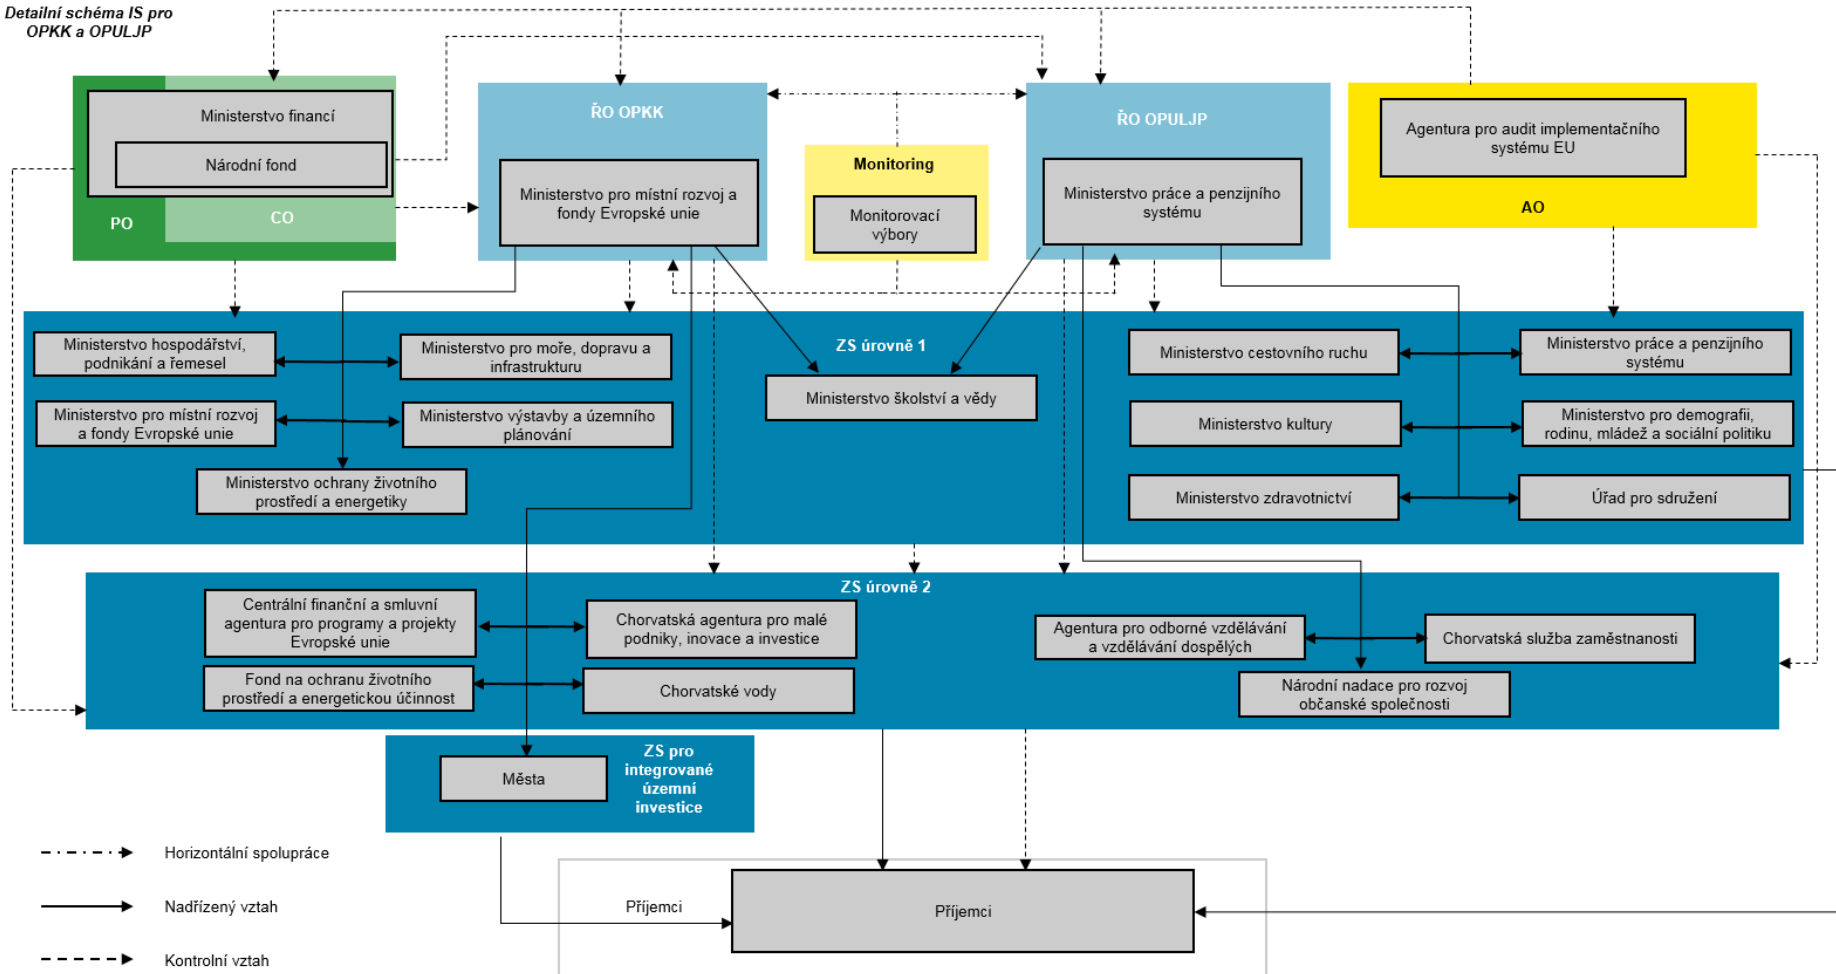 Detailní schéma IS pro
OPKK a OPULJP
Ministerstvo financí
Národní fond
PO
CO
ŘO OPKK
Ministerstvo pro místní rozvoj a
fondy Evropské unie
Monitoring
Monitorovací
výbory
ŘO OPULJP
Ministerstvo práce a penzijního
systému
Agentura pro audit implementačního
systému EU
AO
ZS úrovně 1
Ministerstvo hospodářství,
podnikání a řemesel
Ministerstvo pro moře, dopravu a
infrastrukturu
Ministerstvo pro místní rozvoj
a fondy Evropské unie
Ministerstvo výstavby a územního
plánování
Ministerstvo ochrany životního
prostředí a energetiky
Ministerstvo školství a vědy
Ministerstvo cestovního ruchu
Ministerstvo práce a penzijního
systému
Ministerstvo kultury
Ministerstvo pro demografii,
rodinu, mládež a sociální politiku
Ministerstvo zdravotnictví
Úřad pro sdružení
ZS úrovně 2
Centrální finanční a smluvní
agentura pro programy a projekty
Evropské unie
Chorvatská agentura pro malé
podniky, inovace a investice
Fond na ochranu životního
prostředí a energetickou účinnost
Chorvatské vody
Agentura pro odborné vzdělávání
a vzdělávání dospělých
Chorvatská služba zaměstnanosti
Národní nadace pro rozvoj
občanské společnosti
Města
ZS pro
integrované
územní
investice
Horizontální spolupráce
Nadřízený vztah
Kontrolní vztah
Příjemci
Příjemci